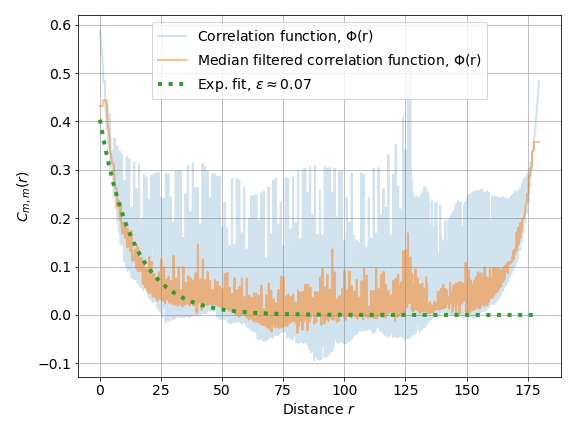 Correlation function, Φ(r)
Median filtered correlation function, Φ(r)
Exp. fit, ε≈0.07
0.6
0.5
0.4
0.3
0.2
0.1
0.0
−0.1
C_{m,m}(r)
0 25 50 75 100 125 150 175
Distance r